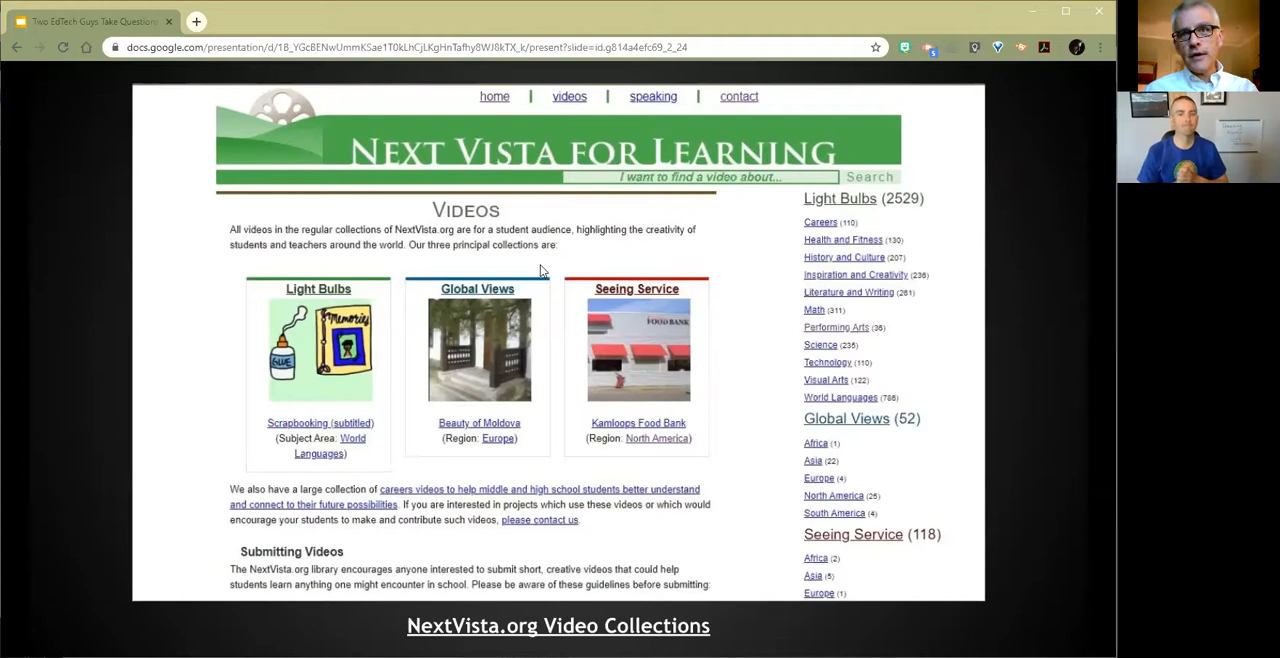 Two EdTech Guys Take Questions
docs.google.com/presentation/d/1B_YGcBENwUmmKSae1T0kLhCjLKgHnTafhy8WJ8kTX_k/present?slide=id.g814a4efc69_2_24
home | videos | speaking | contact
NEXT VISTA FOR LEARNING
I want to find a video about... Search
VIDEOS
All videos in the regular collections of NextVista.org are for a student audience, highlighting the creativity of
students and teachers around the world. Our three principal collections are:
Light Bulbs
Memories
GLUE
Scrapbooking (subtitled)
(Subject Area: World
Languages)
Global Views
Beauty of Moldova
(Region: Europe)
Seeing Service
FOOD BANK
Kamloops Food Bank
(Region: North America)
We also have a large collection of careers videos to help middle and high school students better understand
and connect to their future possibilities. If you are interested in projects which use these videos or which would
encourage your students to make and contribute such videos, please contact us.
Submitting Videos
The NextVista.org library encourages anyone interested to submit short, creative videos that could help
students learn anything one might encounter in school. Please be aware of these guidelines before submitting:
Light Bulbs (2529)
Careers (110)
Health and Fitness (130)
History and Culture (207)
Inspiration and Creativity (236)
Literature and Writing (261)
Math (311)
Performing Arts (36)
Science (235)
Technology (110)
Visual Arts (122)
World Languages (786)
Global Views (52)
Africa (1)
Asia (22)
Europe (4)
North America (25)
South America (4)
Seeing Service (118)
Africa (2)
Asia (5)
Europe (1)
NextVista.org Video Collections